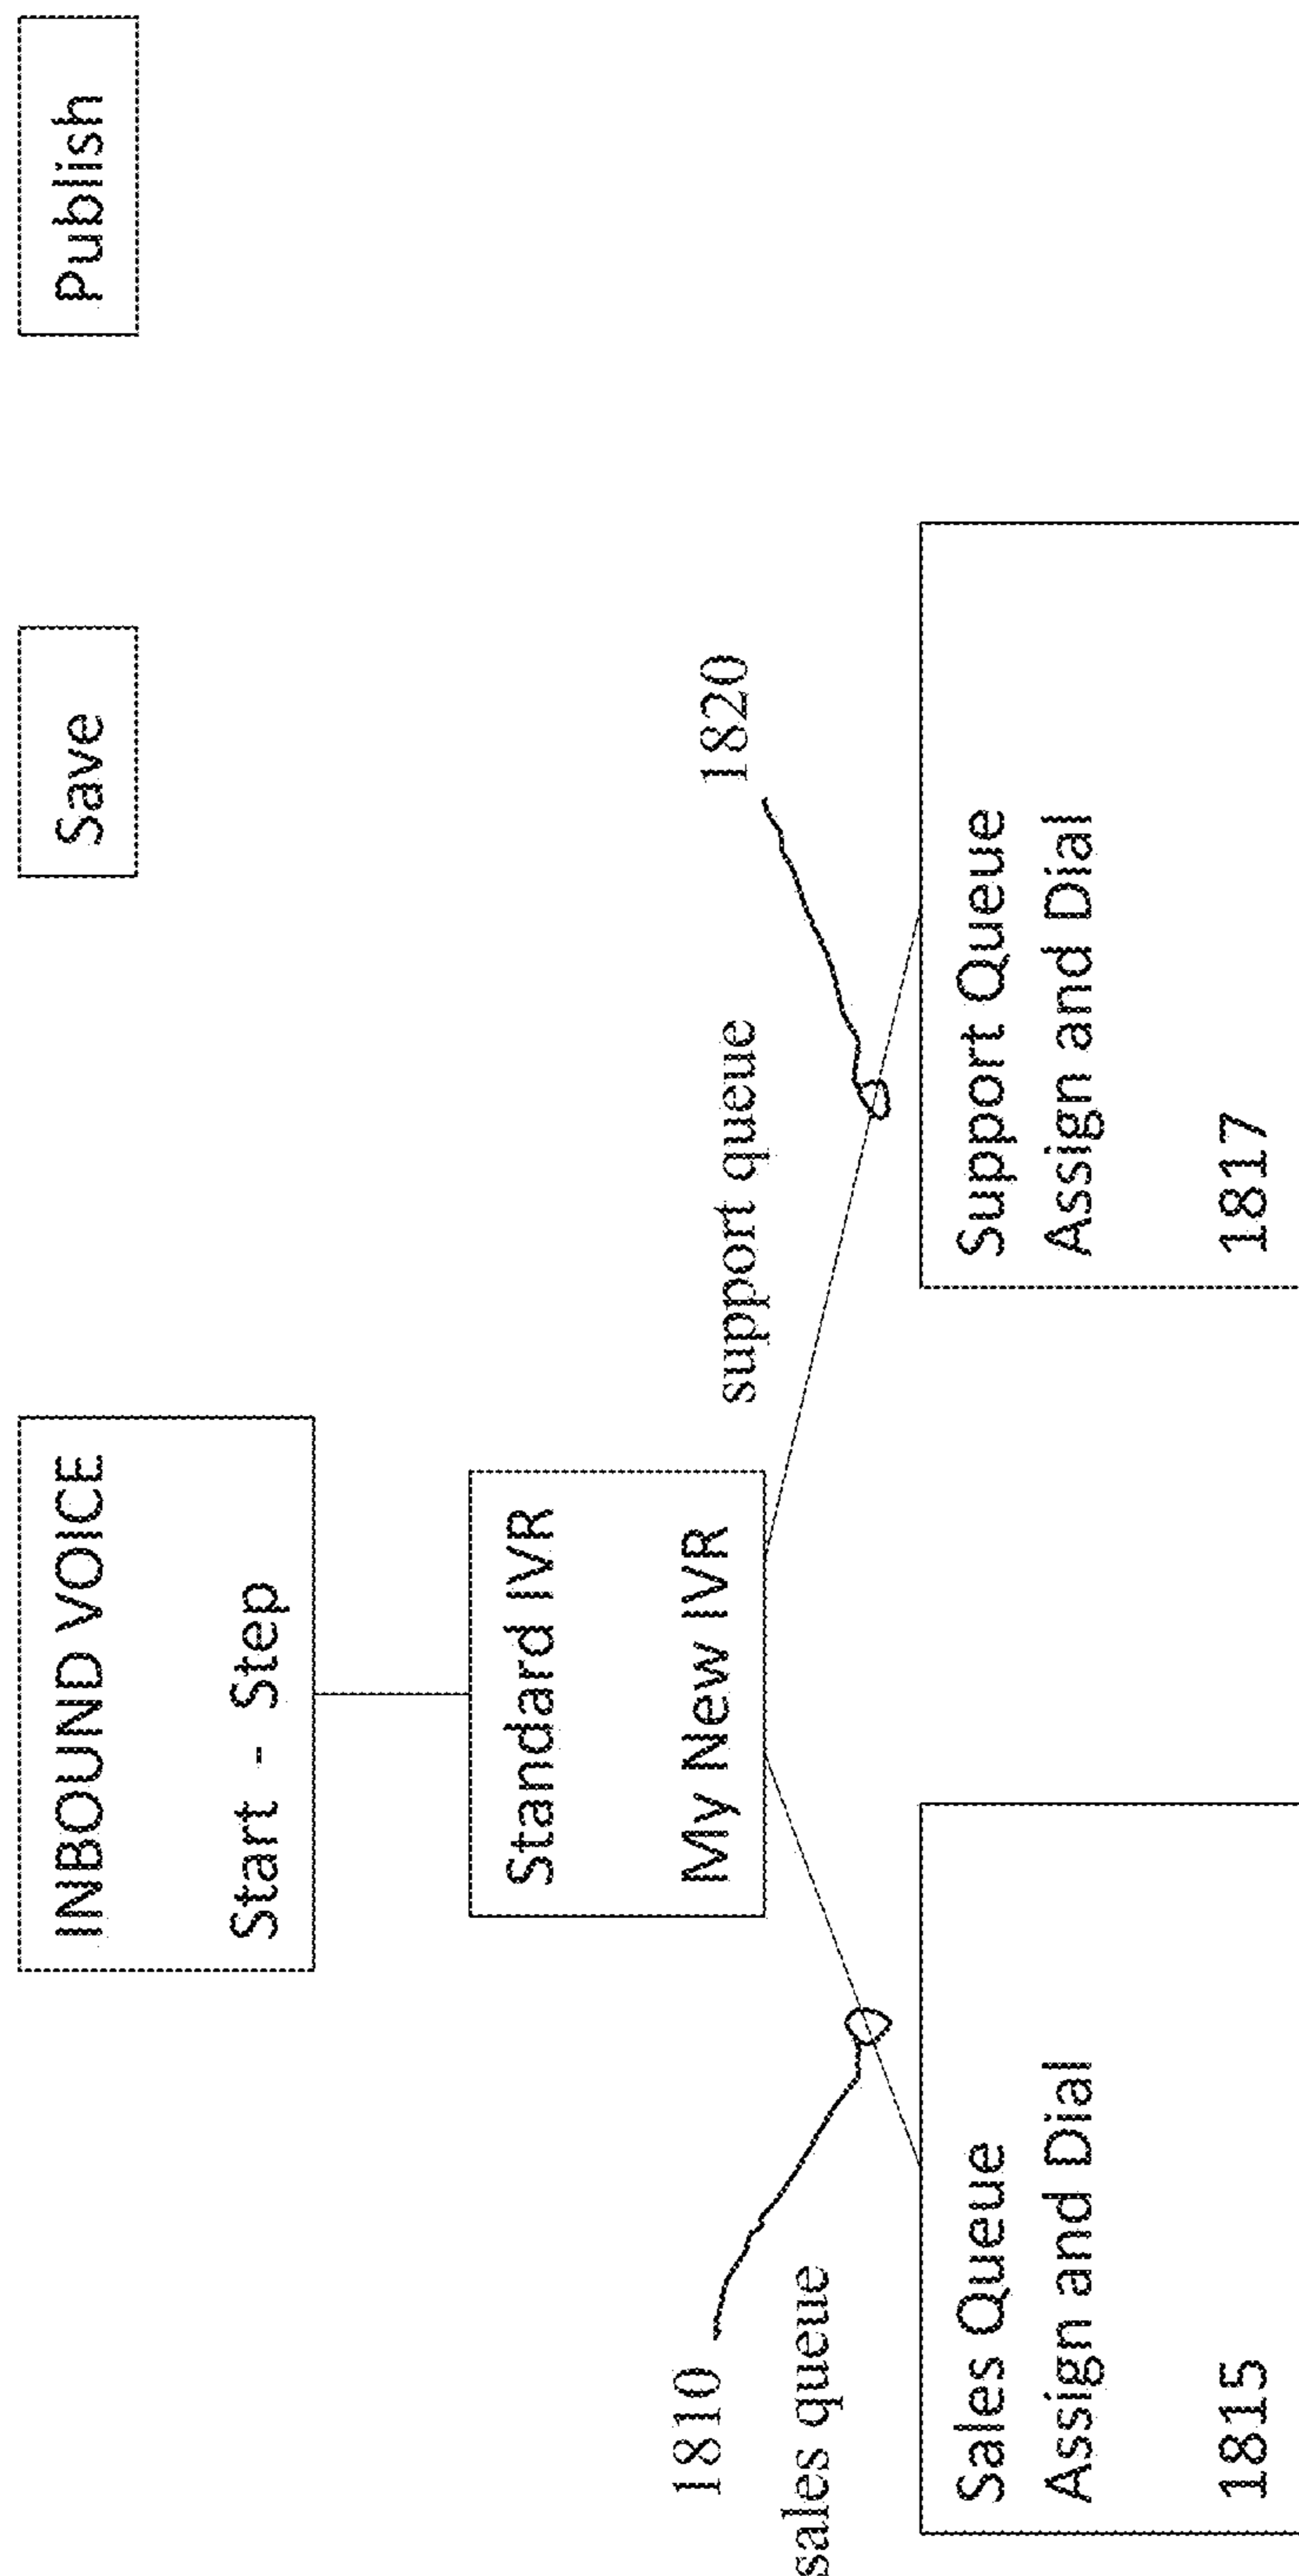 INBOUND VOICE
Start - Step
Save
Publish
Standard IVR
My New IVR
1810
sales queue
support queue
1820
Sales Queue
Assign and Dial
1815
Support Queue
Assign and Dial
1817